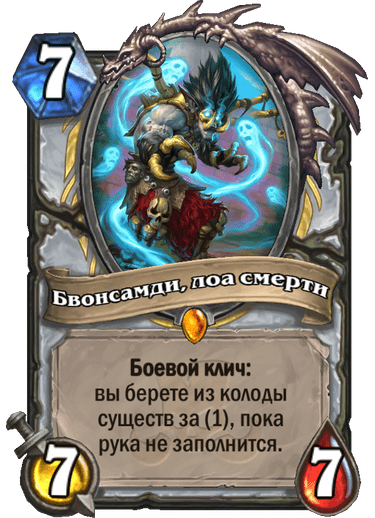 7
Бвонсамди, лоа смерти
Боевой клич:
вы берете из колоды
существ за (1), пока
рука не заполнится.
7
7